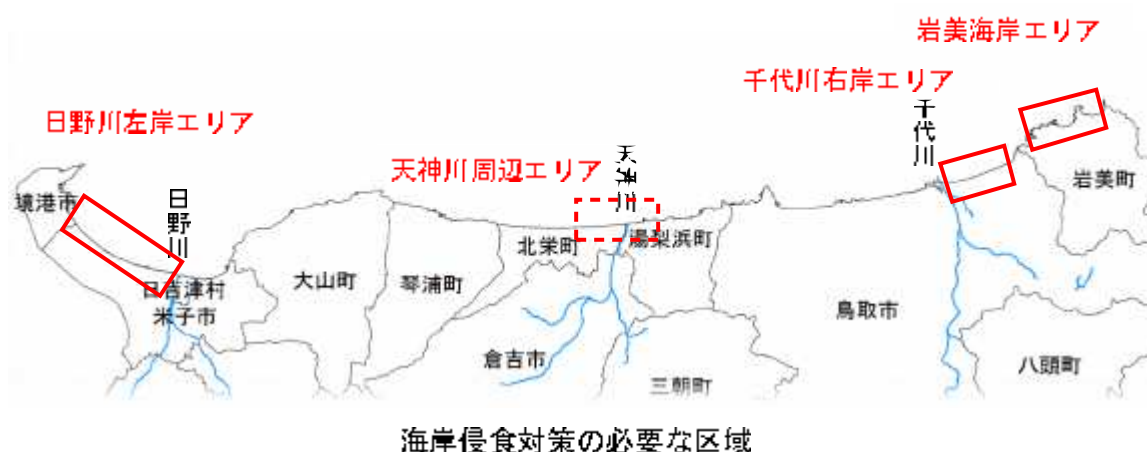 岩美海岸エリア
千代川右岸エリア
日野川左岸エリア
天神川周辺エリア
千代川
天神川
日野川
境港市
岩美町
北栄町
湯梨浜町
大山町
琴浦町
日吉津村
米子市
鳥取市
倉吉市
三朝町
八頭町
海岸侵食対策の必要な区域